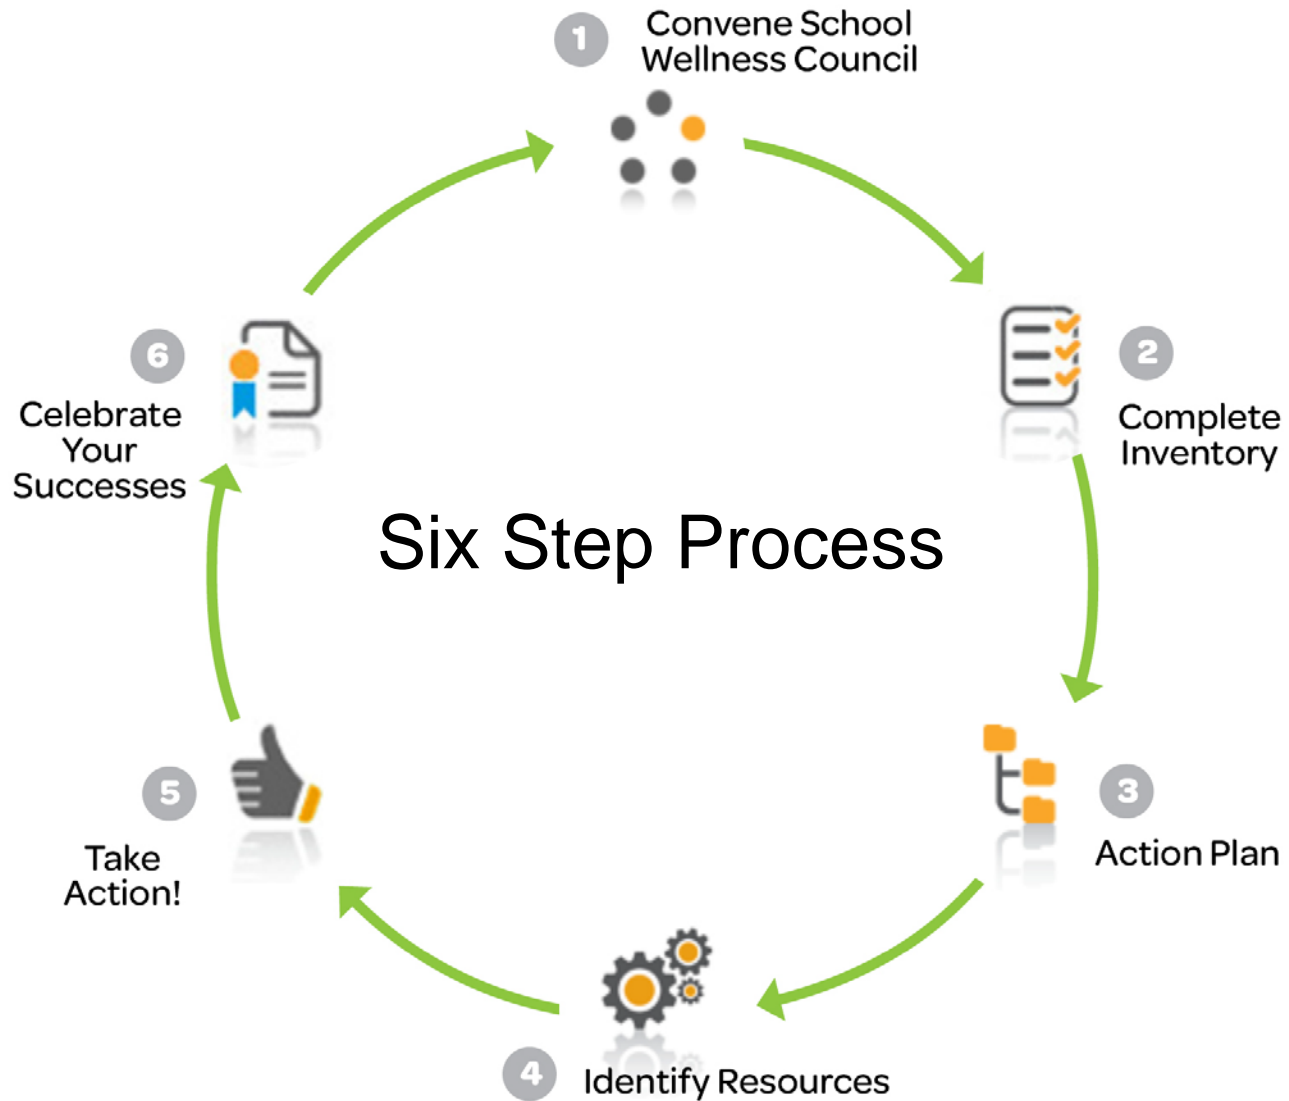 1
Convene School
Wellness Council
2
Complete
Inventory
3
Action Plan
4
Identify Resources
5
Take
Action!
6
Celebrate
Your
Successes
Six Step Process